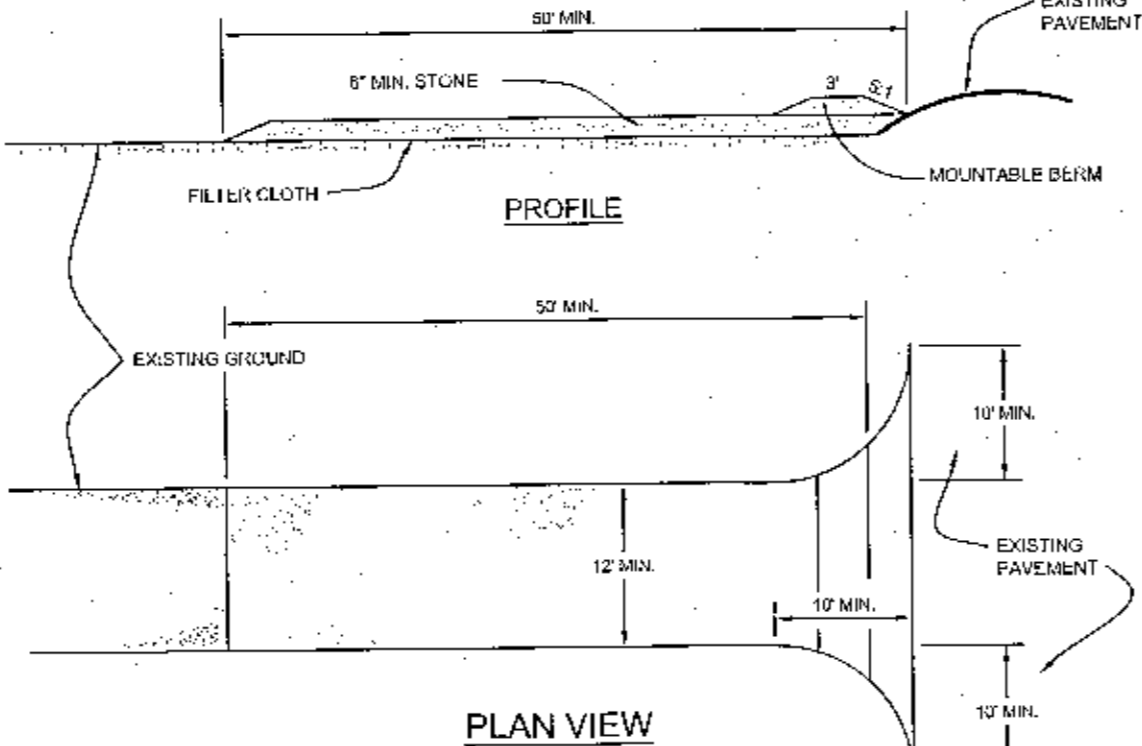 50' MIN.
EXISTING
PAVEMENT
6" MIN. STONE
3'
5:1
FILTER CLOTH
MOUNTABLE BERM
PROFILE
50' MIN.
EXISTING GROUND
10' MIN.
EXISTING
PAVEMENT
12' MIN.
10' MIN.
10' MIN.
PLAN VIEW